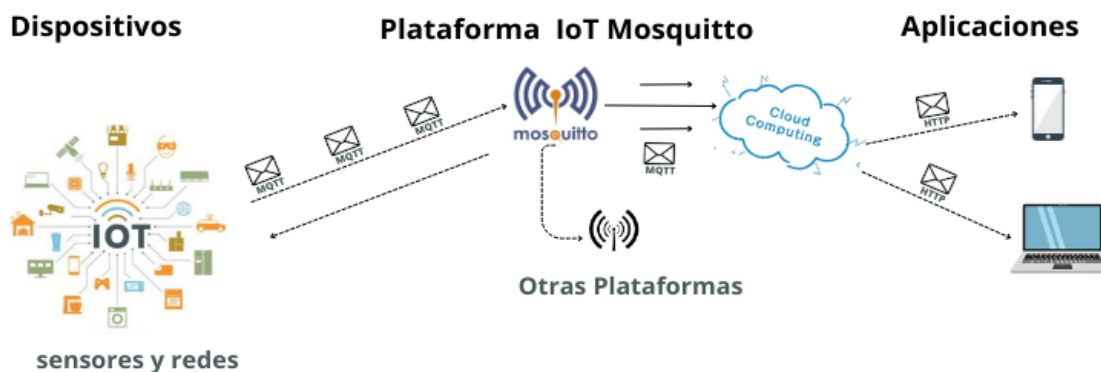 Dispositivos
Plataforma IoT Mosquitto
Aplicaciones
IOT
sensores y redes
MQTT
MQTT
MQTT
mosquitto
MQTT
Otras Plataformas
Cloud
Computing
HTTP
HTTP